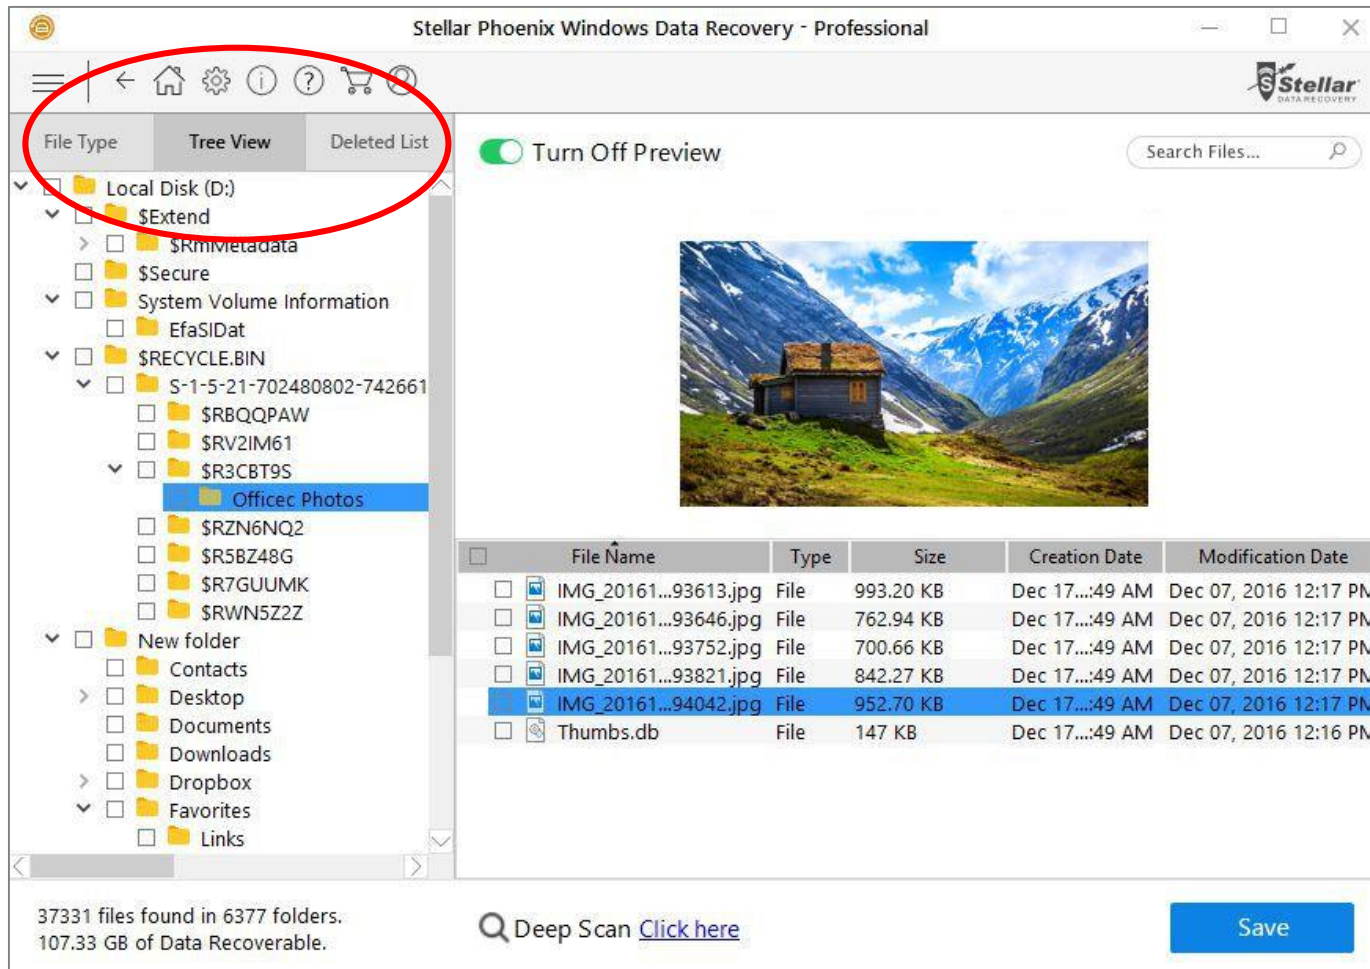 Stellar Phoenix Windows Data Recovery - Professional
Stellar
DATA RECOVERY
File Type Tree View Deleted List
Turn Off Preview
Search Files...
Local Disk (D:)
$Extend
$RmMetadata
$Secure
System Volume Information
EfaSIDat
$RECYCLE.BIN
S-1-5-21-702480802-742661
$RBQQPAW
$RV2IM61
$R3CBT9S
Officec Photos
$RZN6NQ2
$R5BZ48G
$R7GUUMK
$RWN5Z2Z
New folder
Contacts
Desktop
Documents
Downloads
Dropbox
Favorites
Links
File Name Type Size Creation Date Modification Date
IMG_20161...93613.jpg File 993.20 KB Dec 17...:49 AM Dec 07, 2016 12:17 PM
IMG_20161...93646.jpg File 762.94 KB Dec 17...:49 AM Dec 07, 2016 12:17 PM
IMG_20161...93752.jpg File 700.66 KB Dec 17...:49 AM Dec 07, 2016 12:17 PM
IMG_20161...93821.jpg File 842.27 KB Dec 17...:49 AM Dec 07, 2016 12:17 PM
IMG_20161...94042.jpg File 952.70 KB Dec 17...:49 AM Dec 07, 2016 12:17 PM
Thumbs.db File 147 KB Dec 17...:49 AM Dec 07, 2016 12:16 PM
37331 files found in 6377 folders.
107.33 GB of Data Recoverable.
Deep Scan Click here
Save